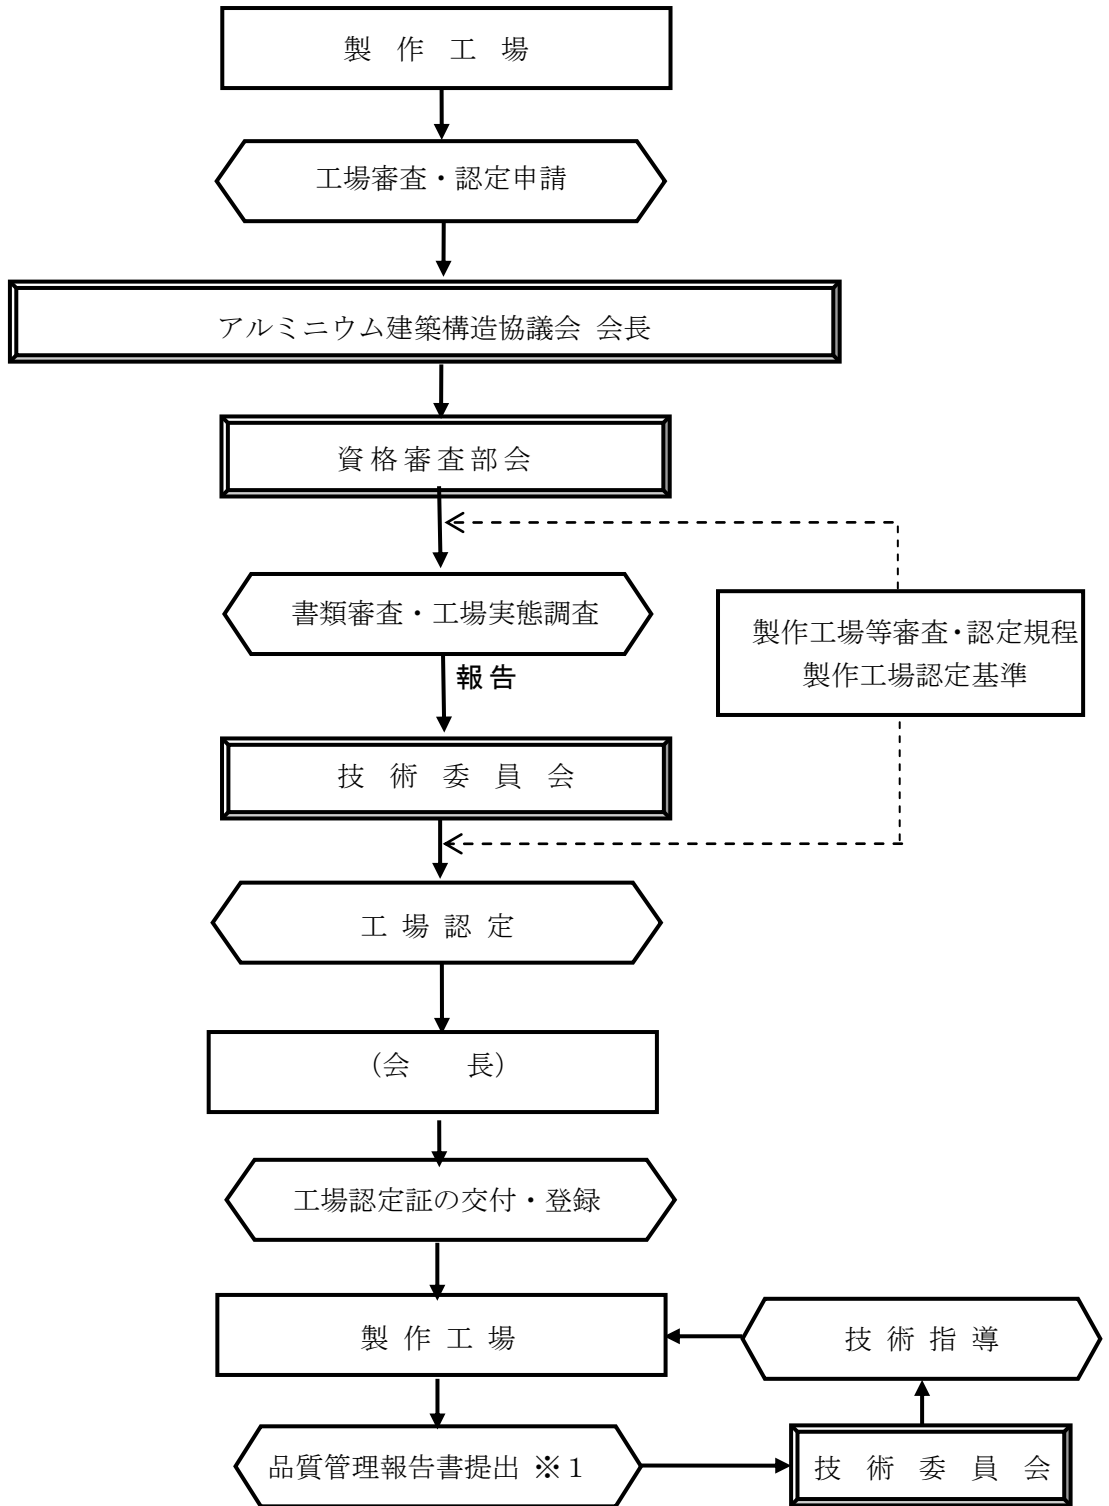 製作工場
工場審査・認定申請
アルミニウム建築構造協議会 会長
資格審査部会
書類審査・工場実態調査
製作工場等審査・認定規程
製作工場認定基準
報告
技術委員会
工場認定
(会　　長)
工場認定証の交付・登録
製作工場
技術指導
品質管理報告書提出 ※1
技術委員会